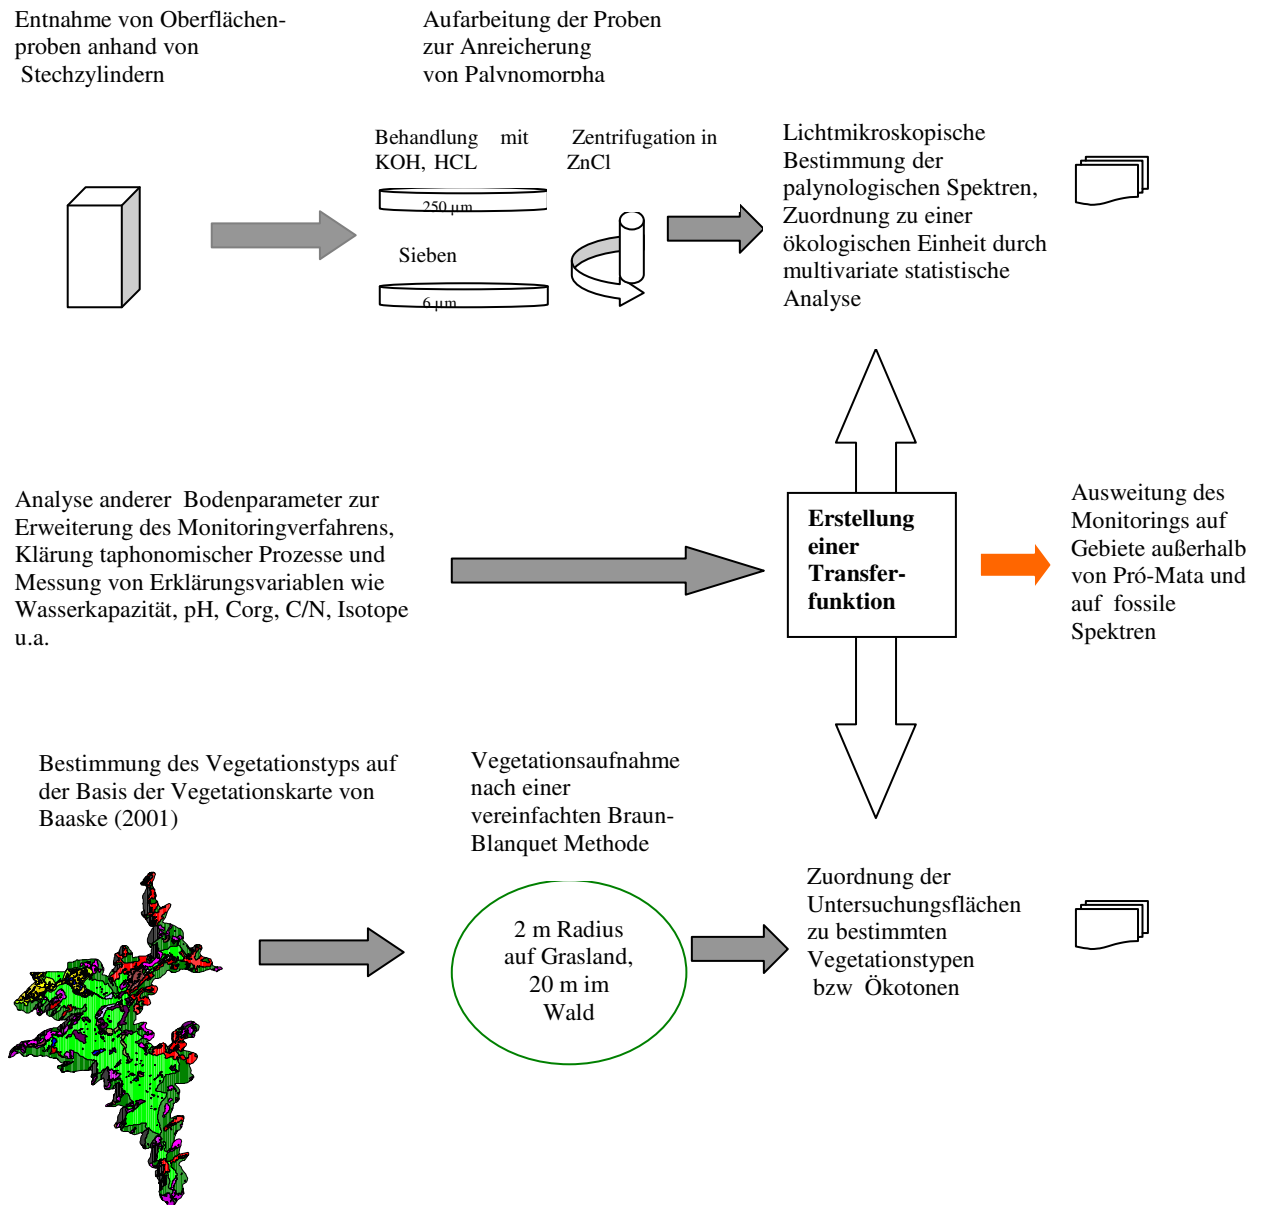 Entnahme von Oberflächen-
proben anhand von
Stechzylindern
Aufarbeitung der Proben
zur Anreicherung
von Palynomorpha
Behandlung mit
KOH, HCL
250 µm
Sieben
6 µm
Zentrifugation in
ZnCl
Lichtmikroskopische
Bestimmung der
palynologischen Spektren,
Zuordnung zu einer
ökologischen Einheit durch
multivariate statistische
Analyse
Analyse anderer Bodenparameter zur
Erweiterung des Monitoringverfahrens,
Klärung taphonomischer Prozesse und
Messung von Erklärungsvariablen wie
Wasserkapazität, pH, Corg, C/N, Isotope
u.a.
Erstellung
einer
Transfer-
funktion
Ausweitung des
Monitorings auf
Gebiete außerhalb
von Pró-Mata und
auf fossile
Spektren
Bestimmung des Vegetationstyps auf
der Basis der Vegetationskarte von
Baaske (2001)
Vegetationsaufnahme
nach einer
vereinfachten Braun-
Blanquet Methode
2 m Radius
auf Grasland,
20 m im
Wald
Zuordnung der
Untersuchungsflächen
zu bestimmten
Vegetationstypen
bzw Ökotonen